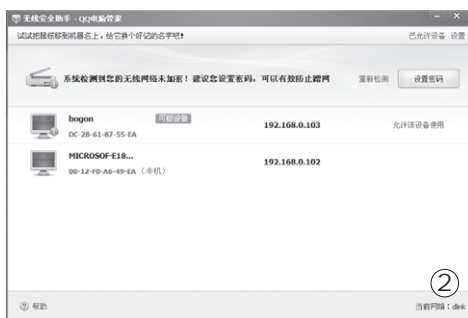 无线安全助手 - QQ电脑管家
试试把鼠标移到机器名上，给它换个好记的名字吧！ 已允许设备 设置
系统检测到您的无线网络未加密！建议您设置密码，可以有效防止蹭网 重新检测 设置密码
bogon 可疑设备 192.168.0.103 允许该设备使用
DC-2B-61-87-55-EA
MICROSOF-E18... 192.168.0.102
00-12-F0-A6-49-EA（本机）
②
帮助 当前网络：dlink